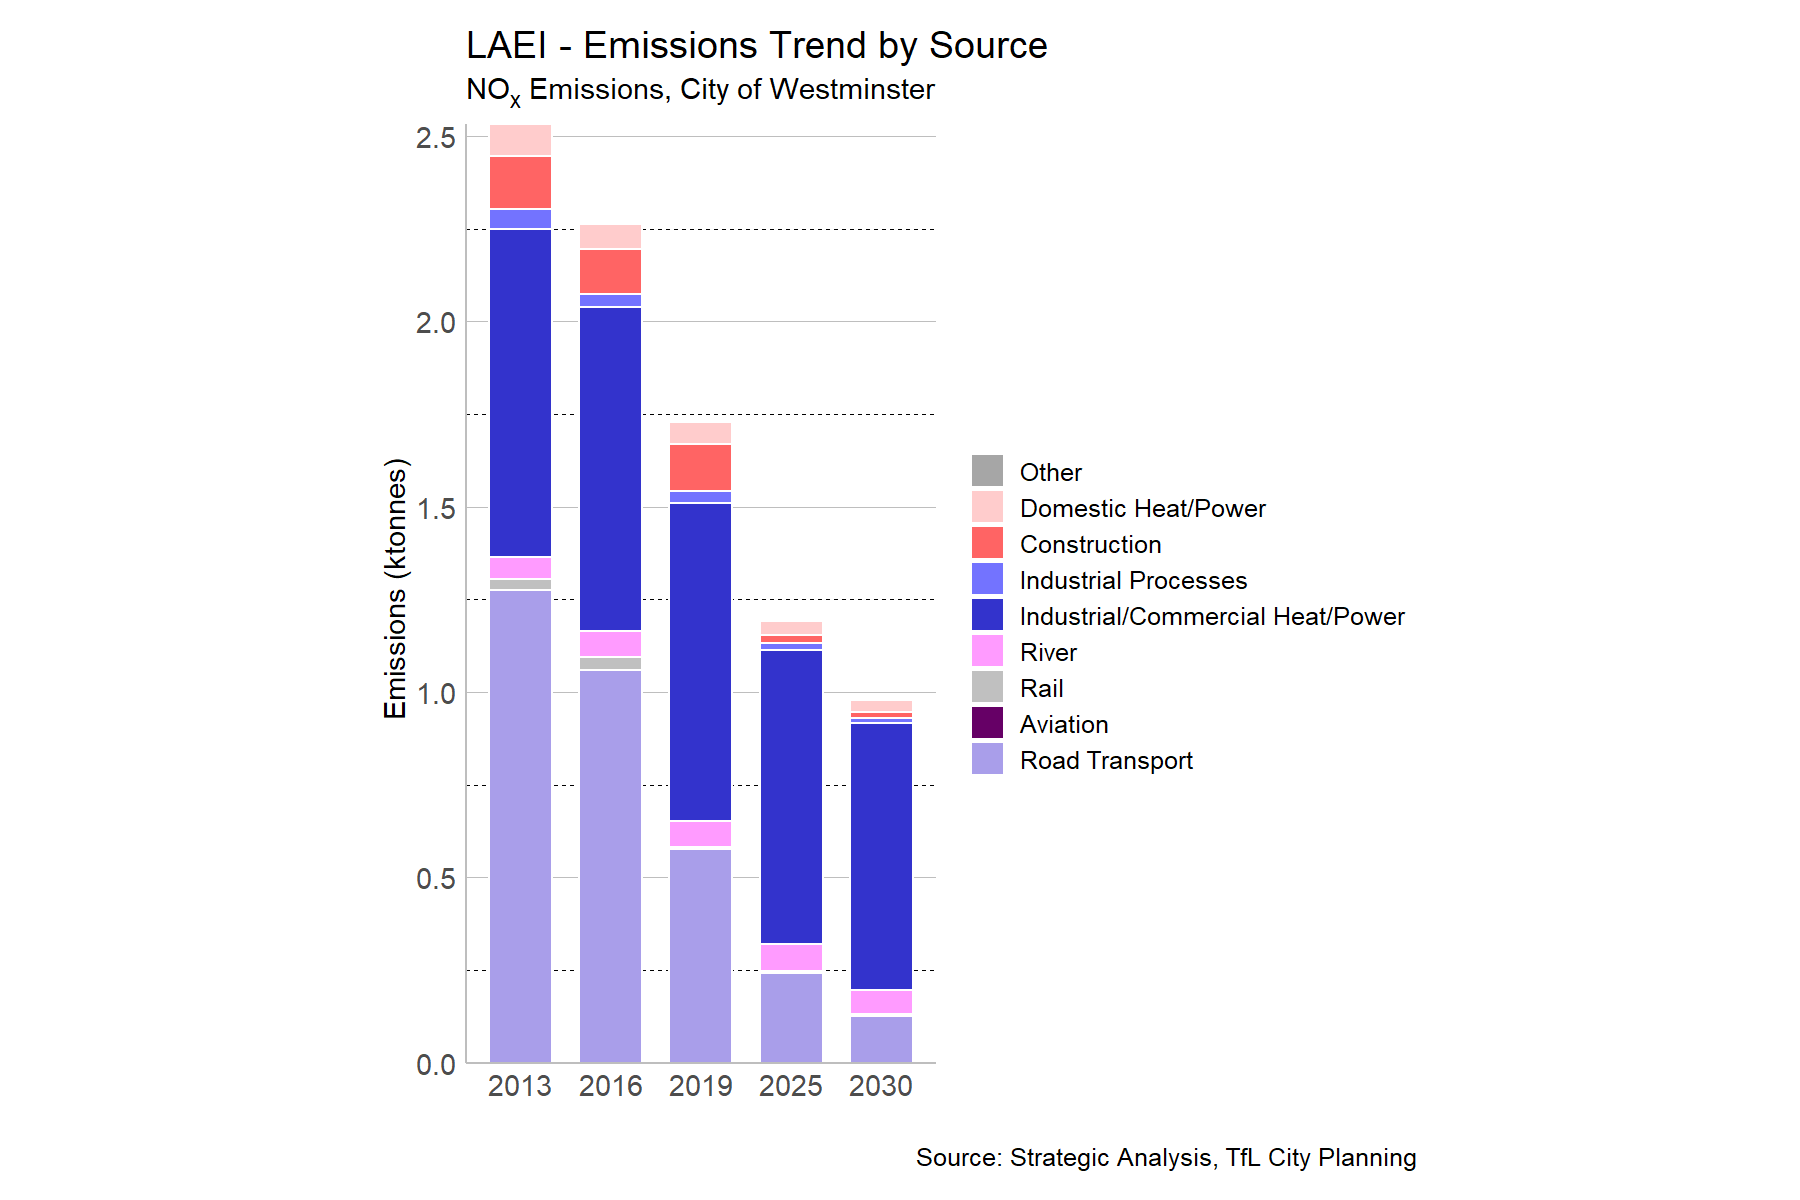 LAEI - Emissions Trend by Source
NOx Emissions, City of Westminster
Emissions (ktonnes)
2.5
2.0
1.5
1.0
0.5
0.0
2013 2016 2019 2025 2030
Other
Domestic Heat/Power
Construction
Industrial Processes
Industrial/Commercial Heat/Power
River
Rail
Aviation
Road Transport
Source: Strategic Analysis, TfL City Planning